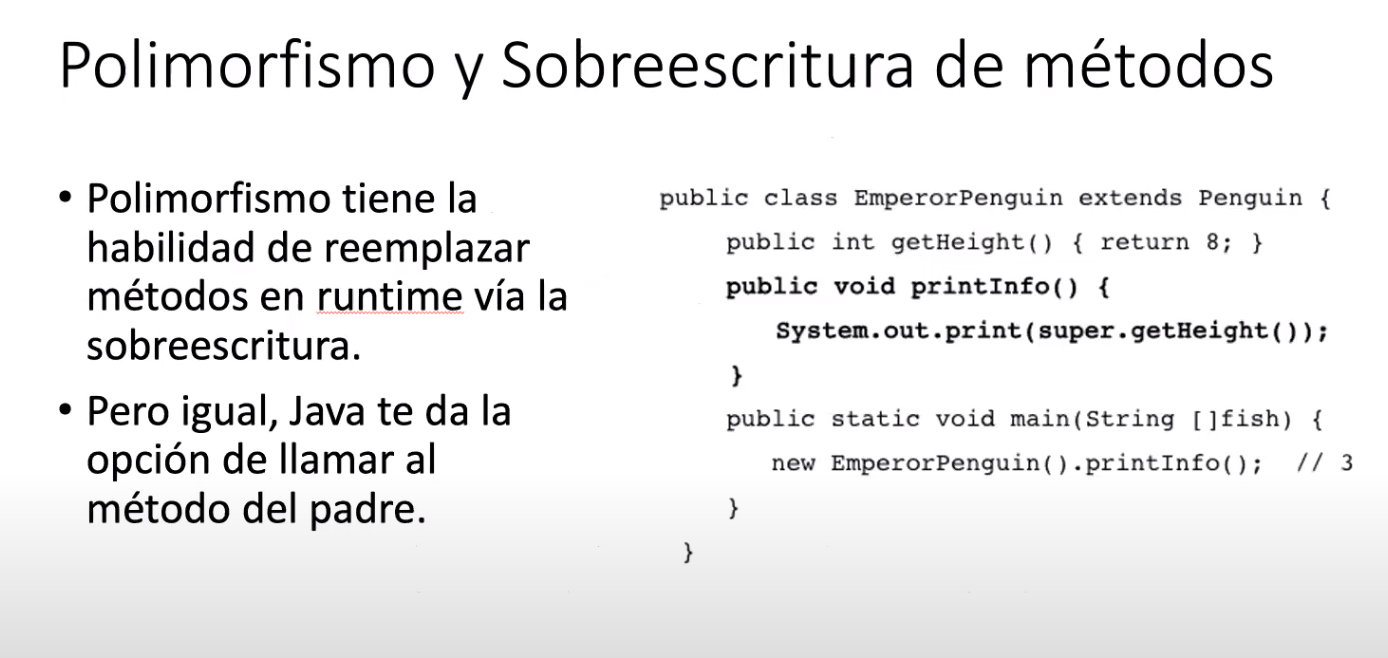 Polimorfismo y Sobreescritura de métodos
• Polimorfismo tiene la
habilidad de reemplazar
métodos en runtime vía la
sobreescritura.
• Pero igual, Java te da la
opción de llamar al
método del padre.
public class EmperorPenguin extends Penguin {
public int getHeight() { return 8; }
public void printInfo() {
System.out.print(super.getHeight());
}
public static void main(String []fish) {
new EmperorPenguin().printInfo(); // 3
}
}